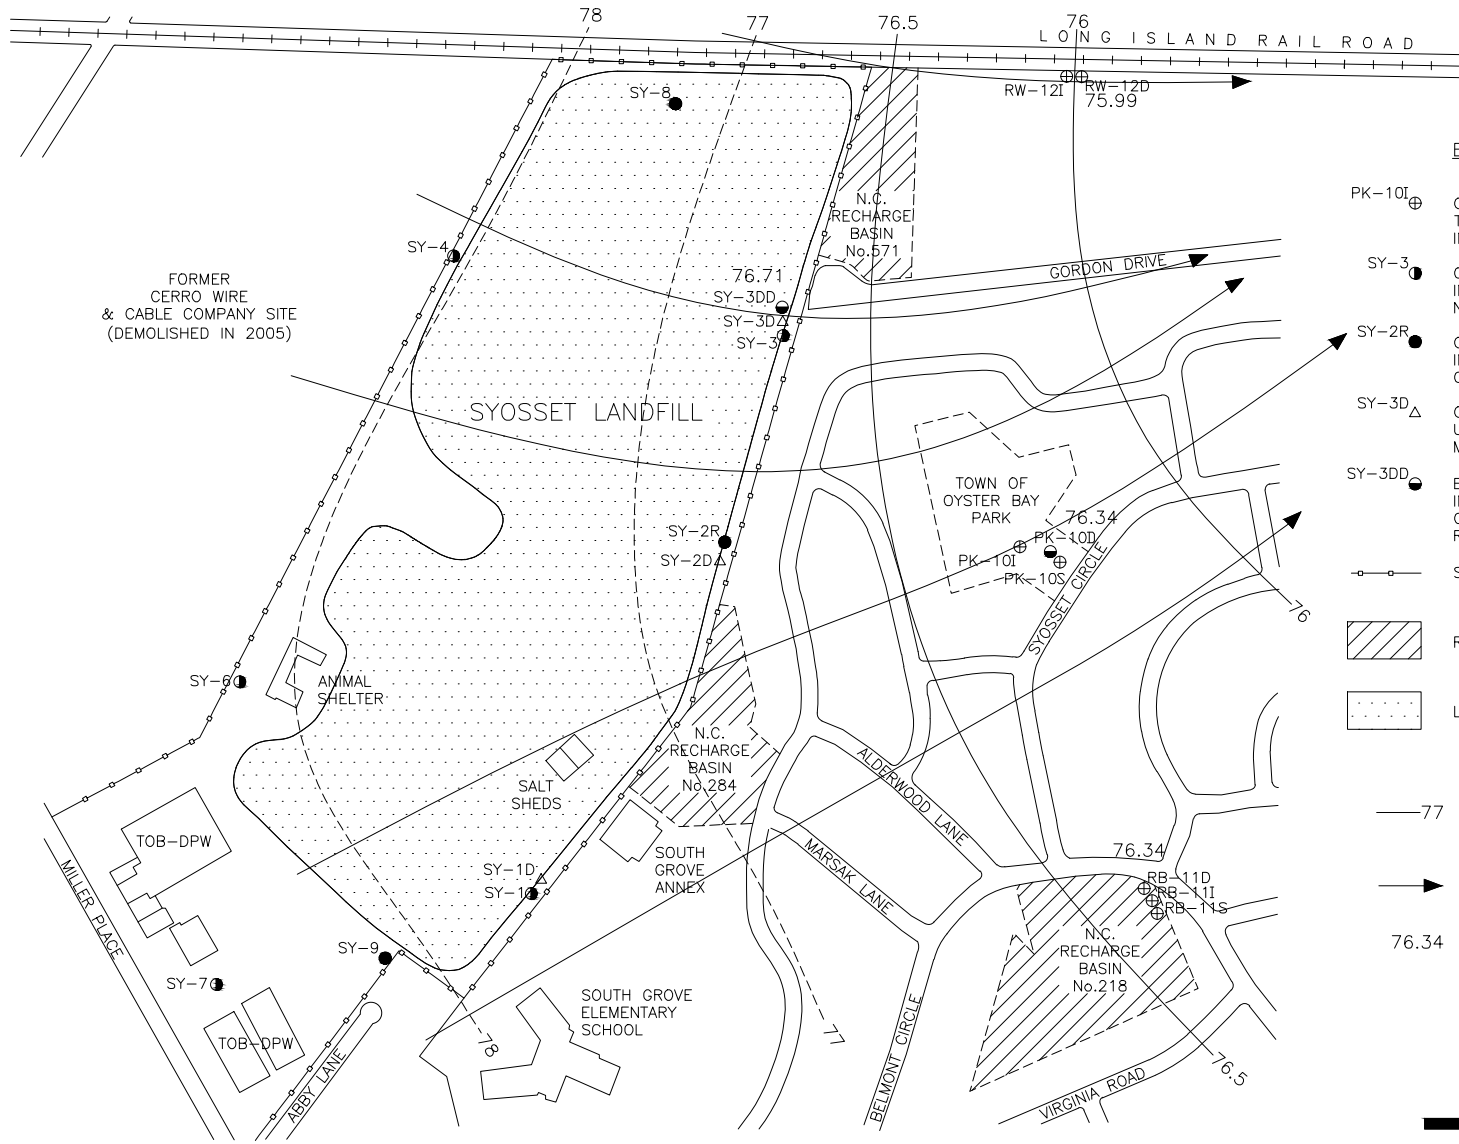 78
77
76.5
76
LONG ISLAND RAIL ROAD
SY-8
RW-12I
RW-12D
75.99
PK-10I
N.C.
RECHARGE
BASIN
No.571
SY-4
GORDON DRIVE
SY-3
76.71
SY-3DD
SY-3D
SY-3
FORMER
CERRO WIRE
& CABLE COMPANY SITE
(DEMOLISHED IN 2005)
SY-2R
SYOSSET LANDFILL
SY-3D
TOWN OF
OYSTER BAY
PARK
SY-3DD
76.34
PK-10D
PK-10I
PK-10S
SY-2R
SY-2D
SYOSSET CIRCLE
76
SY-6
ANIMAL
SHELTER
N.C.
RECHARGE
BASIN
No.284
SALT
SHEDS
ALDERWOOD LANE
77
TOB-DPW
MILLER PLACE
SOUTH
GROVE
ANNEX
MARSAK LANE
76.34
RB-11D
RB-11I
RB-11S
SY-1D
SY-1
76.34
SY-9
SY-7
N.C.
RECHARGE
BASIN
No.218
SOUTH GROVE
ELEMENTARY
SCHOOL
TOB-DPW
ABBY LANE
78
77
BELMONT CIRCLE
VIRGINIA ROAD
76.5